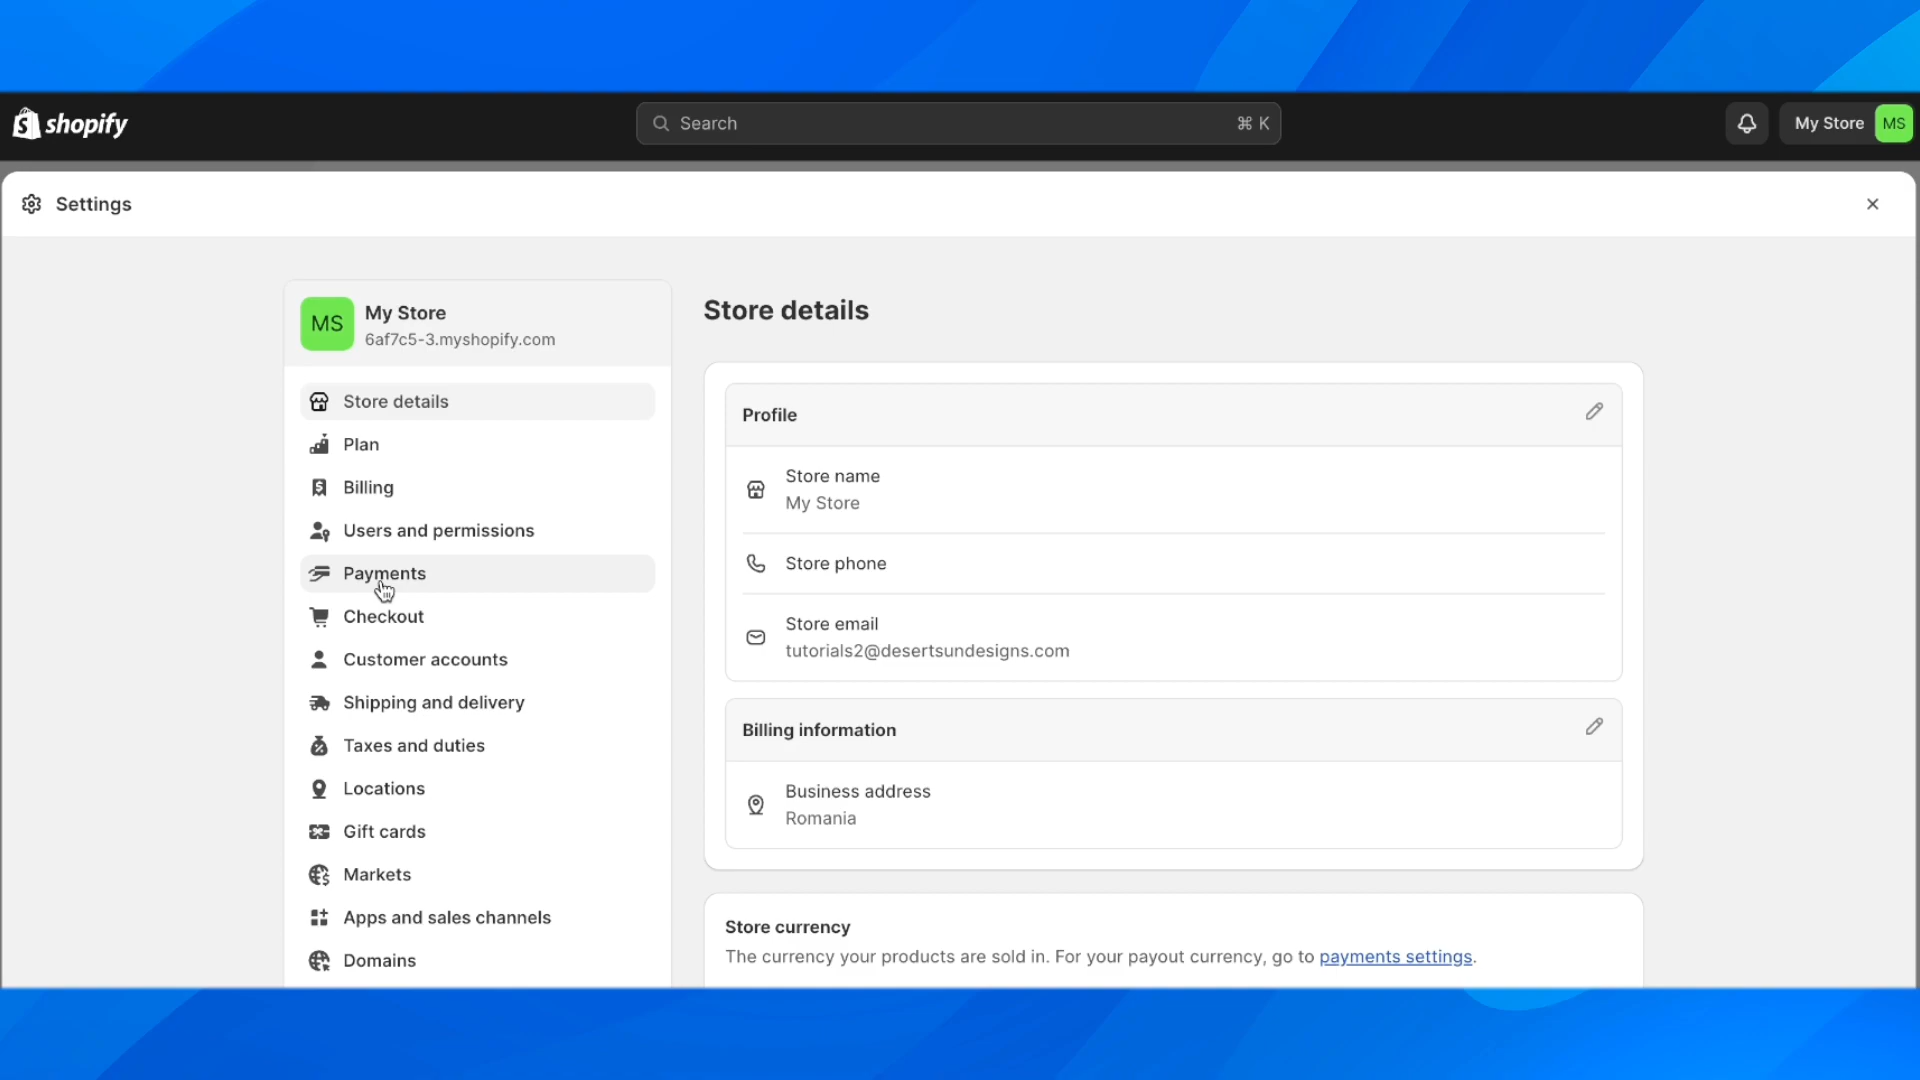 shopify
Search
⌘ K
My Store
MS
Settings
MS
My Store
6af7c5-3.myshopify.com
Store details
Plan
Billing
Users and permissions
Payments
Checkout
Customer accounts
Shipping and delivery
Taxes and duties
Locations
Gift cards
Markets
Apps and sales channels
Domains
Store details
Profile
Store name
My Store
Store phone
Store email
tutorials2@desertsundesigns.com
Billing information
Business address
Romania
Store currency
The currency your products are sold in. For your payout currency, go to payments settings.